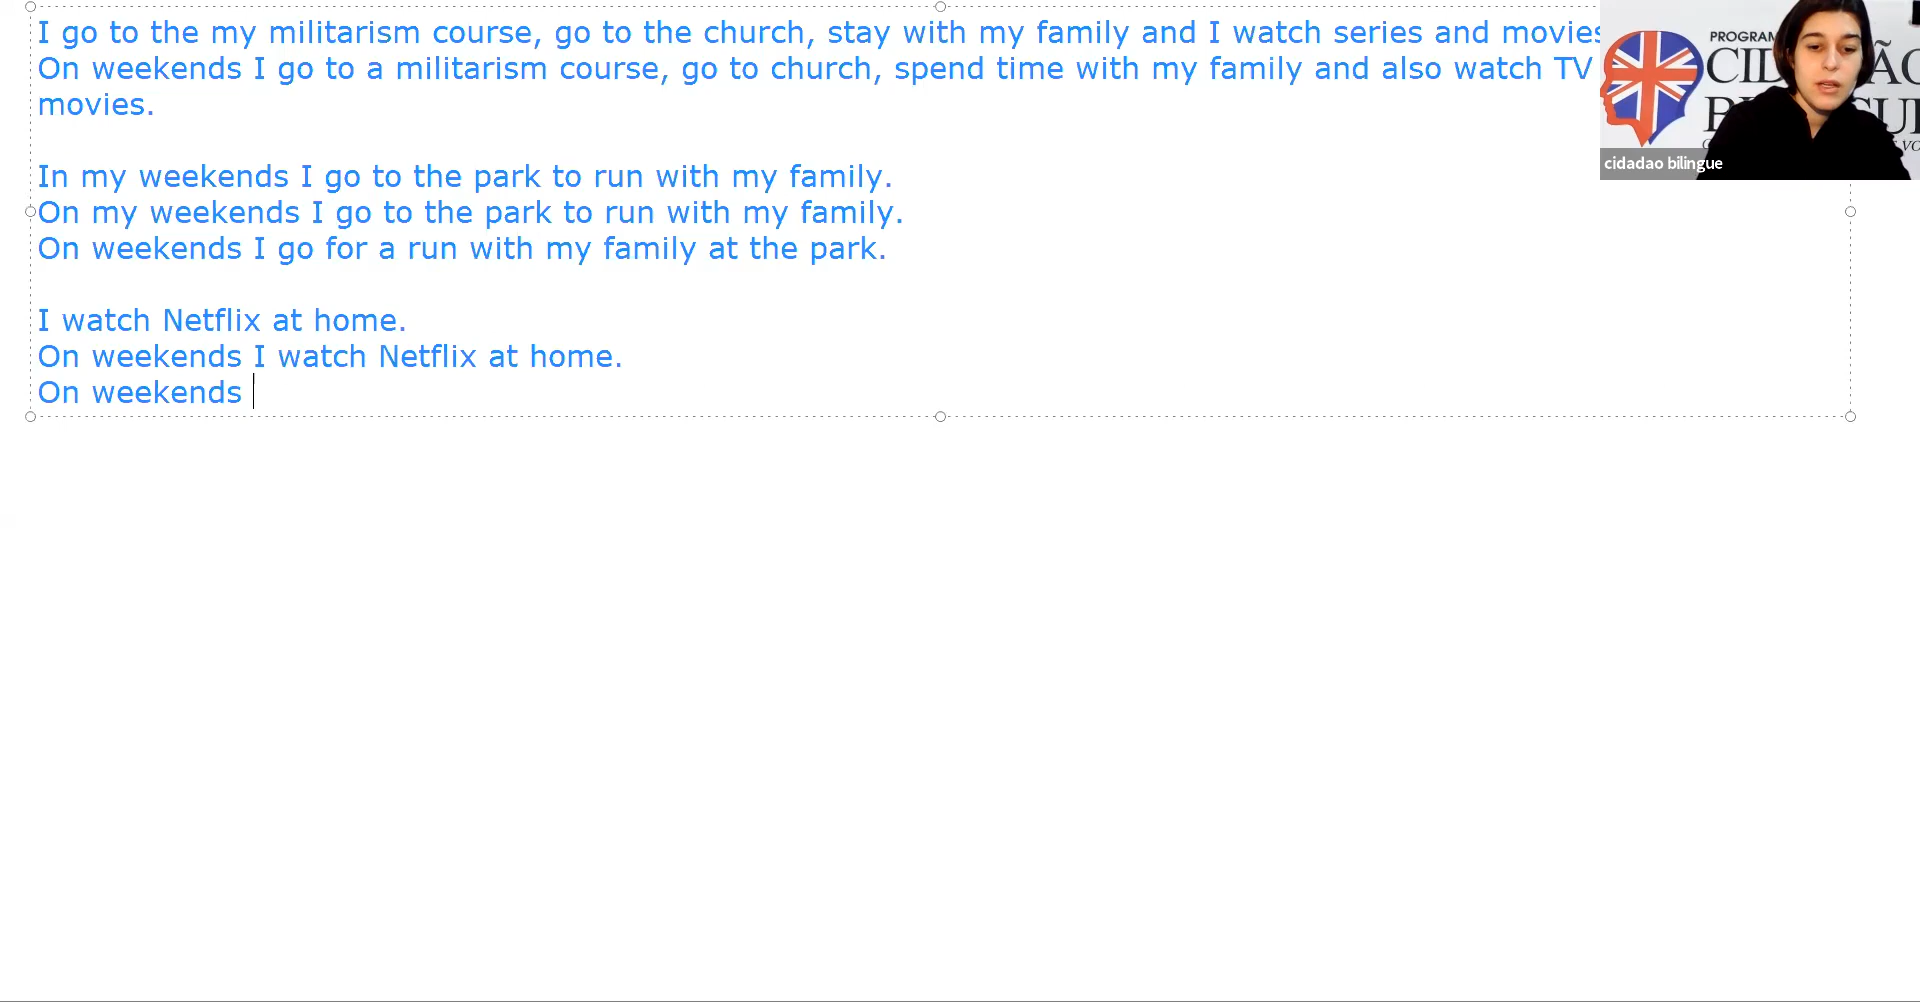 I go to the my militarism course, go to the church, stay with my family and I watch series and movies
On weekends I go to a militarism course, go to church, spend time with my family and also watch TV
movies.
In my weekends I go to the park to run with my family.
On my weekends I go to the park to run with my family.
On weekends I go for a run with my family at the park.
I watch Netflix at home.
On weekends I watch Netflix at home.
On weekends
cidadao bilingue